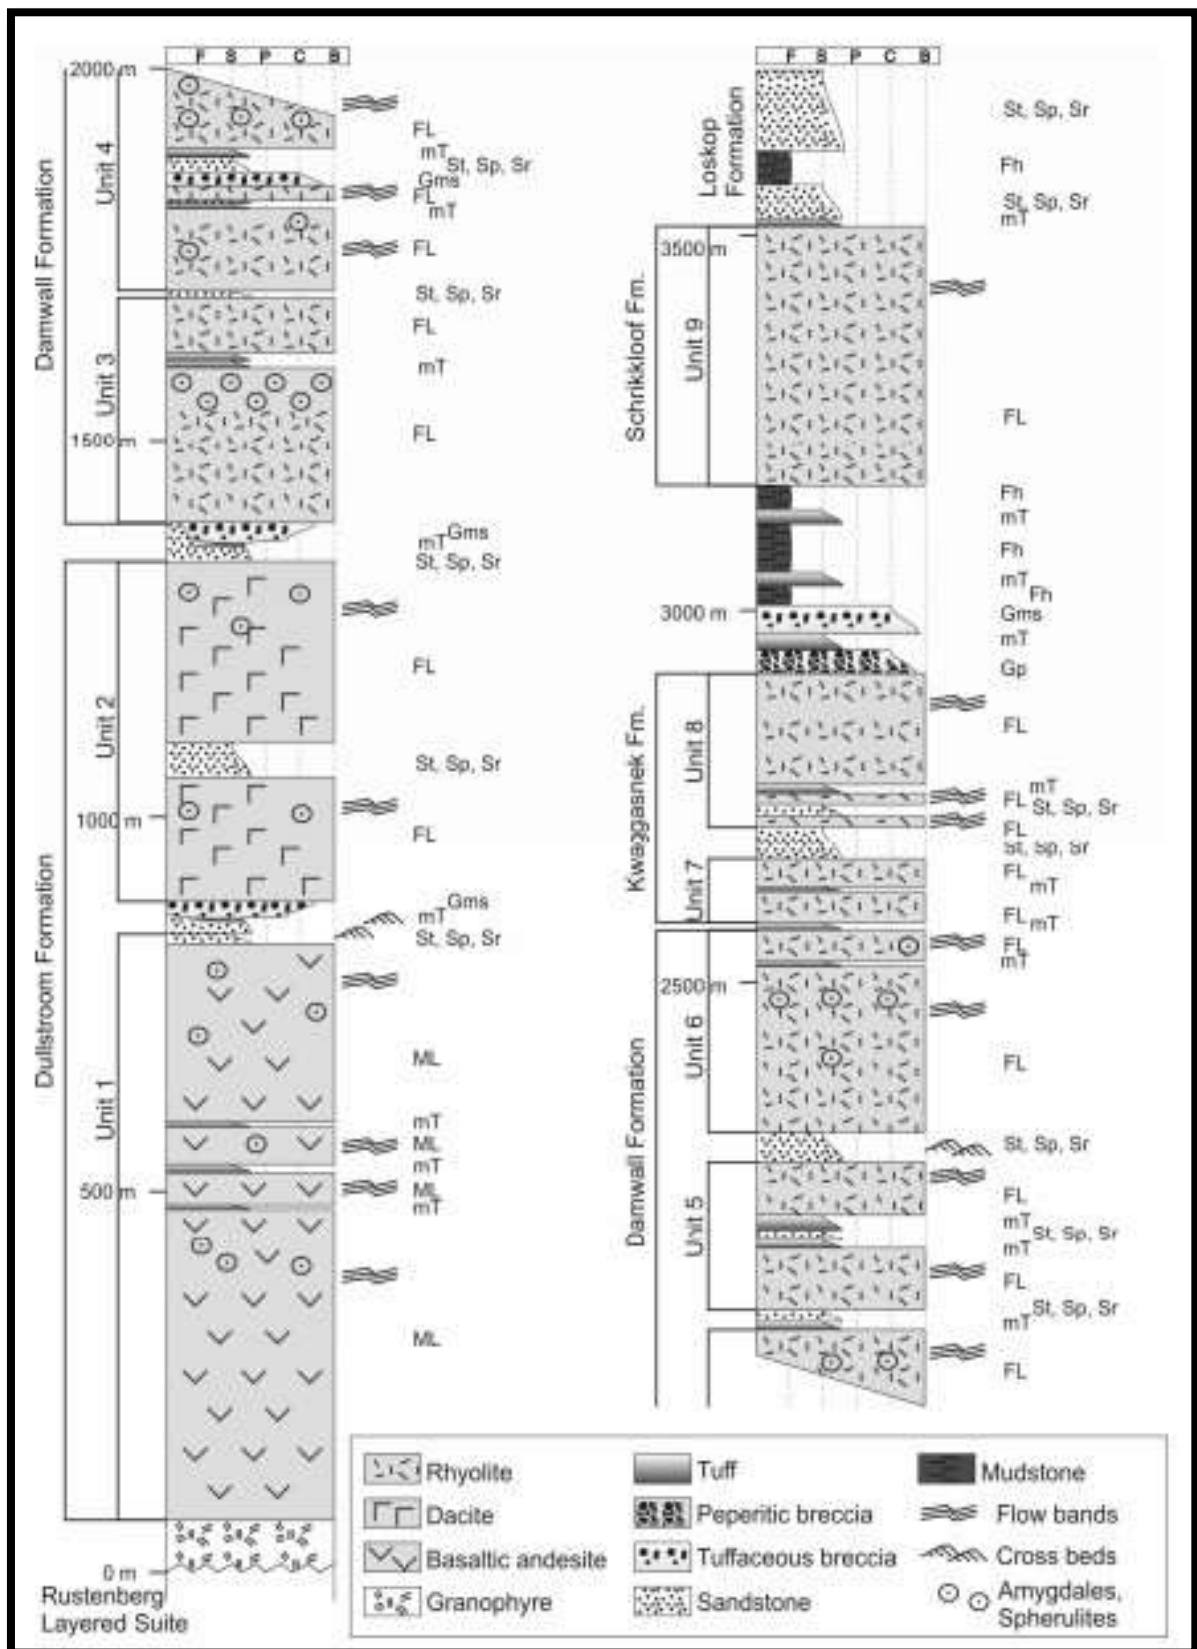 F S P C B
2000 m
Damwall Formation
Unit 4
FL
mT
St, Sp, Sr
Gms
FL
mT
FL
St, Sp, Sr
Unit 3
FL
mT
1500 m
FL
mT Gms
St, Sp, Sr
Dullstroom Formation
Unit 2
FL
St, Sp, Sr
1000 m
FL
mT Gms
St, Sp, Sr
Unit 1
ML
mT
ML
mT
500 m
ML
mT
ML
0 m
Rustenberg
Layered Suite
F S P C B
Loskop
Formation
St, Sp, Sr
Fh
St, Sp, Sr
mT
3500 m
Schrikkloof Fm.
Unit 9
FL
Fh
mT
Fh
mT
Fh
3000 m
Gms
mT
Gp
Kwaggasnek Fm.
Unit 8
FL
mT
FL St, Sp, Sr
FL
St, Sp, Sr
Unit 7
FL
mT
FL mT
Damwall Formation
FL
mT
2500 m
Unit 6
FL
St, Sp, Sr
Unit 5
FL
mT St, Sp, Sr
mT
FL
mT St, Sp, Sr
FL
Rhyolite
Dacite
Basaltic andesite
Granophyre
Tuff
Peperitic breccia
Tuffaceous breccia
Sandstone
Mudstone
Flow bands
Cross beds
Amygdales,
Spherulites